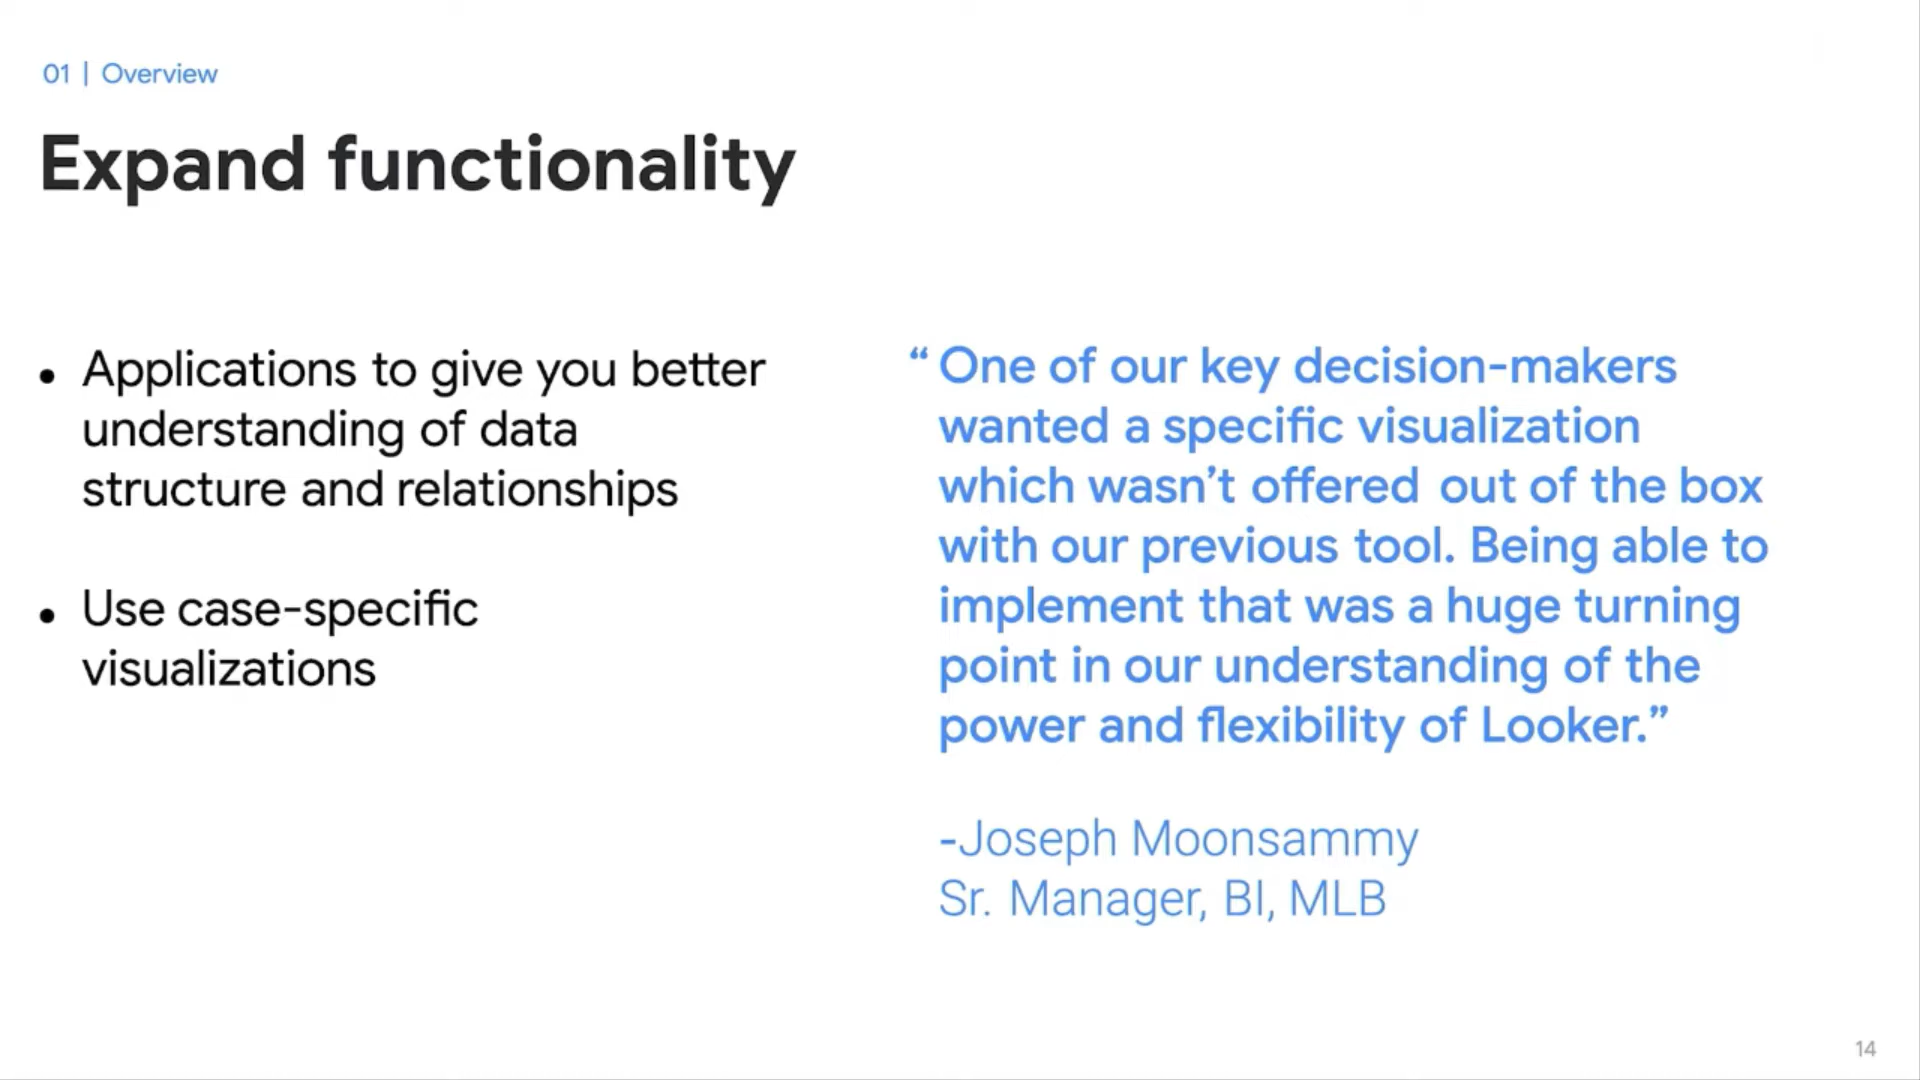 01 | Overview
Expand functionality
• Applications to give you better
understanding of data
structure and relationships
• Use case-specific
visualizations
“ One of our key decision-makers
wanted a specific visualization
which wasn’t offered out of the box
with our previous tool. Being able to
implement that was a huge turning
point in our understanding of the
power and flexibility of Looker.”
-Joseph Moonsammy
Sr. Manager, BI, MLB
14